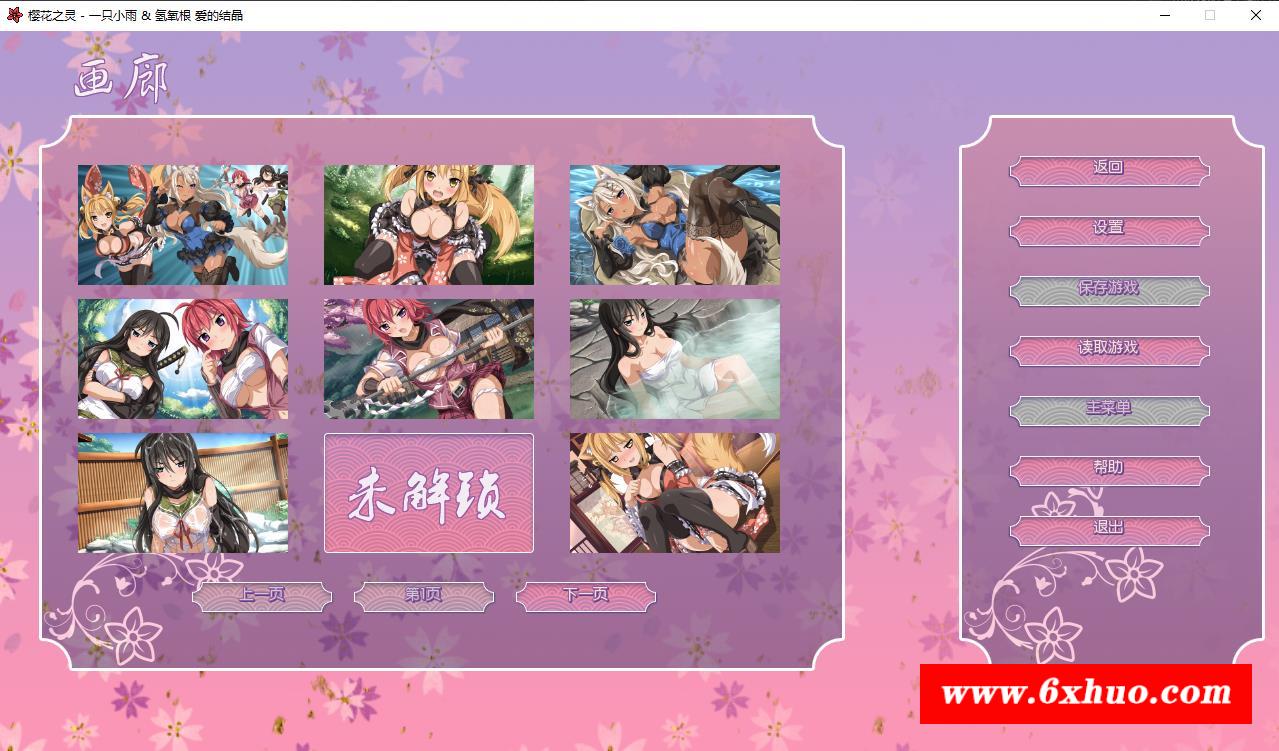 樱花之灵 - 一只小雨 & 氢氧根 爱的结晶
画廊
未解锁
上一页
第1页
下一页
返回
设置
保存游戏
读取游戏
主菜单
帮助
退出
www.6xhuo.com